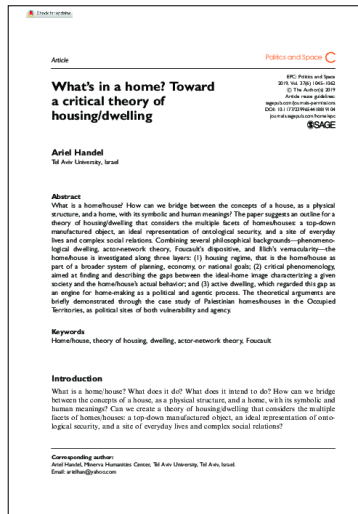 Check for updates
Article
Politics and Space
What's in a home? Toward
a critical theory of
housing/dwelling
EPC: Politics and Space
2019, Vol. 37(6) 1045–1062
© The Author(s) 2019
Article reuse guidelines:
sagepub.com/journals-permissions
DOI: 10.1177/2399654418819104
journals.sagepub.com/home/epc
SAGE
Ariel Handel
Tel Aviv University, Israel
Abstract
What is a home/house? How can we bridge between the concepts of a house, as a physical
structure, and a home, with its symbolic and human meanings? The paper suggests an outline for a
theory of housing/dwelling that considers the multiple facets of homes/houses: a top-down
manufactured object, an ideal representation of ontological security, and a site of everyday
lives and complex social relations. Combining several philosophical backgrounds—phenomeno-
logical dwelling, actor-network theory, Foucault's dispositive, and Illich's vernacularity—the
home/house is investigated along three layers: (1) housing regime, that is the home/house as
part of a broader system of planning, economy, or national goals; (2) critical phenomenology,
aimed at finding and describing the gaps between the ideal-home image characterizing a given
society and the home/house's actual behavior; and (3) active dwelling, which regarded this gap as
an engine for home-making as a political and agentic process. The theoretical arguments are
briefly demonstrated through the case study of Palestinian homes/houses in the Occupied
Territories, as political sites of both vulnerability and agency.
Keywords
Home/house, theory of housing, dwelling, actor-network theory, Foucault
Introduction
What is a home/house? What does it do? What does it intend to do? How can we bridge
between the concepts of a house, as a physical structure, and a home, with its symbolic and
human meanings? Can we create a theory of housing/dwelling that considers the multiple
facets of homes/houses: a top-down manufactured object, an ideal representation of onto-
logical security, and a site of everyday lives and complex social relations?
Corresponding author:
Ariel Handel, Minerva Humanities Center, Tel Aviv University, Tel Aviv, Israel.
Email: arielhan@yahoo.com